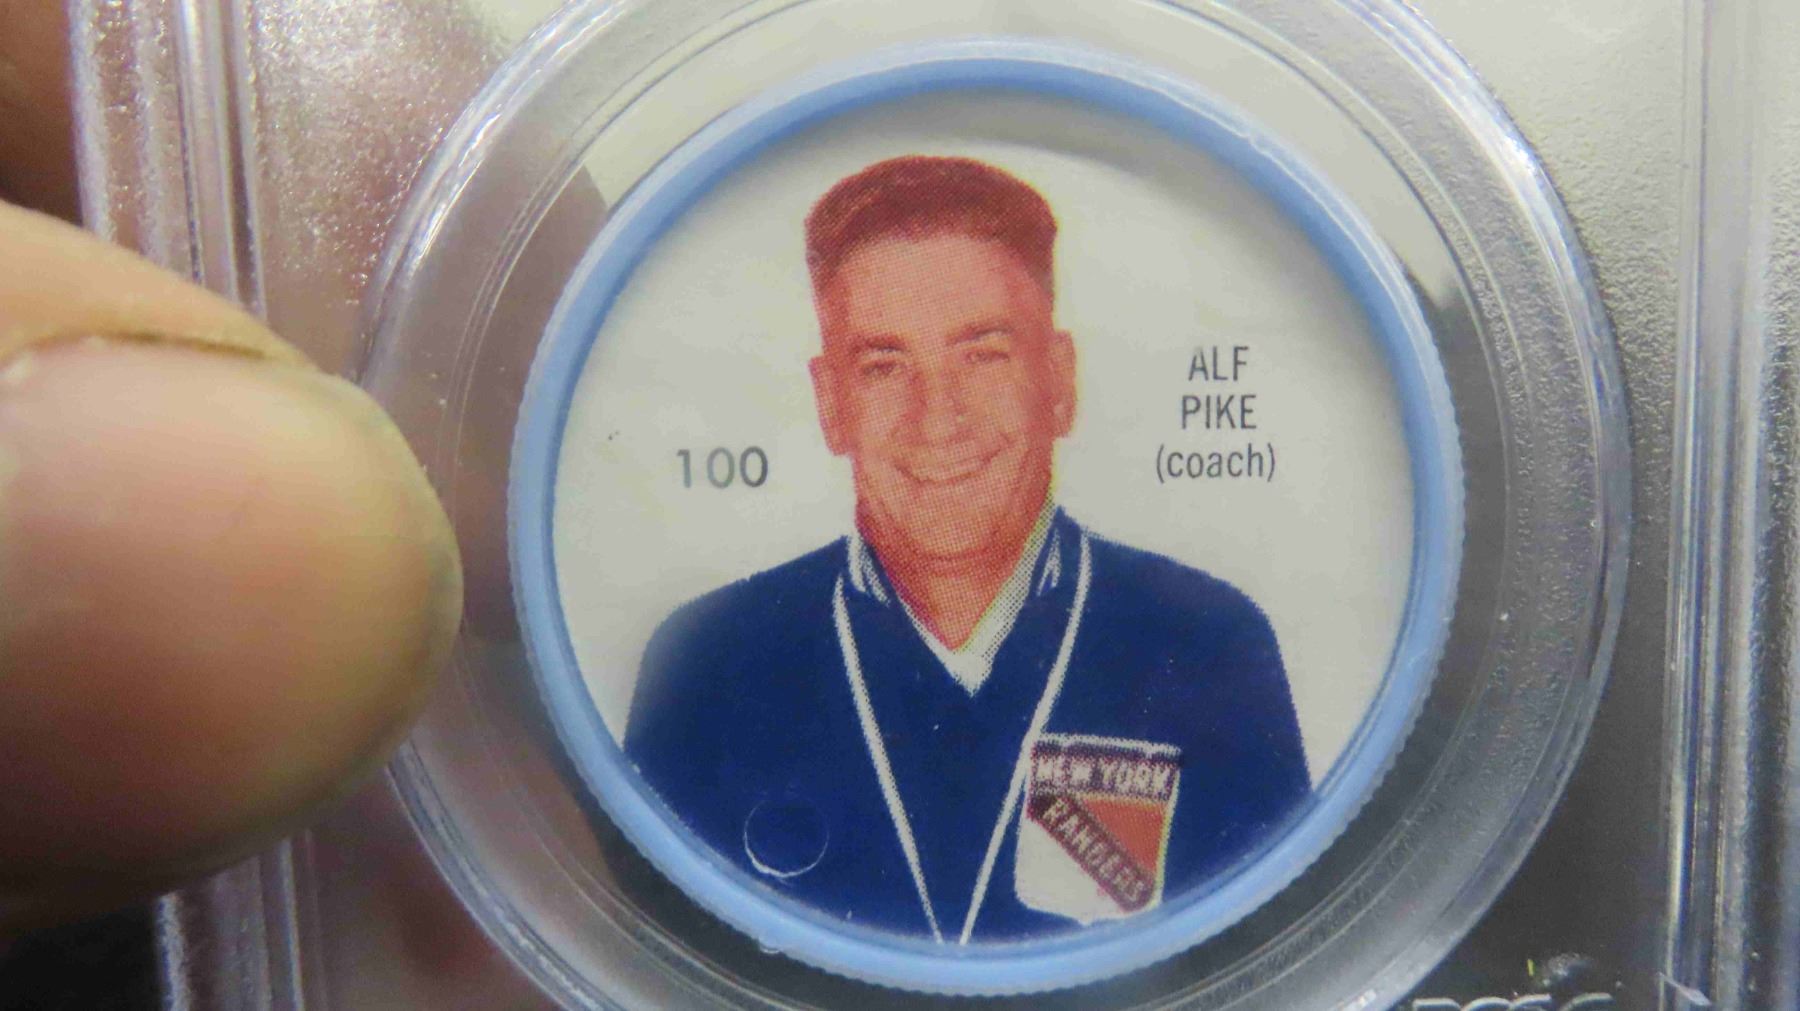 100
ALF
PIKE
(coach)
NEW YORK
RANGERS